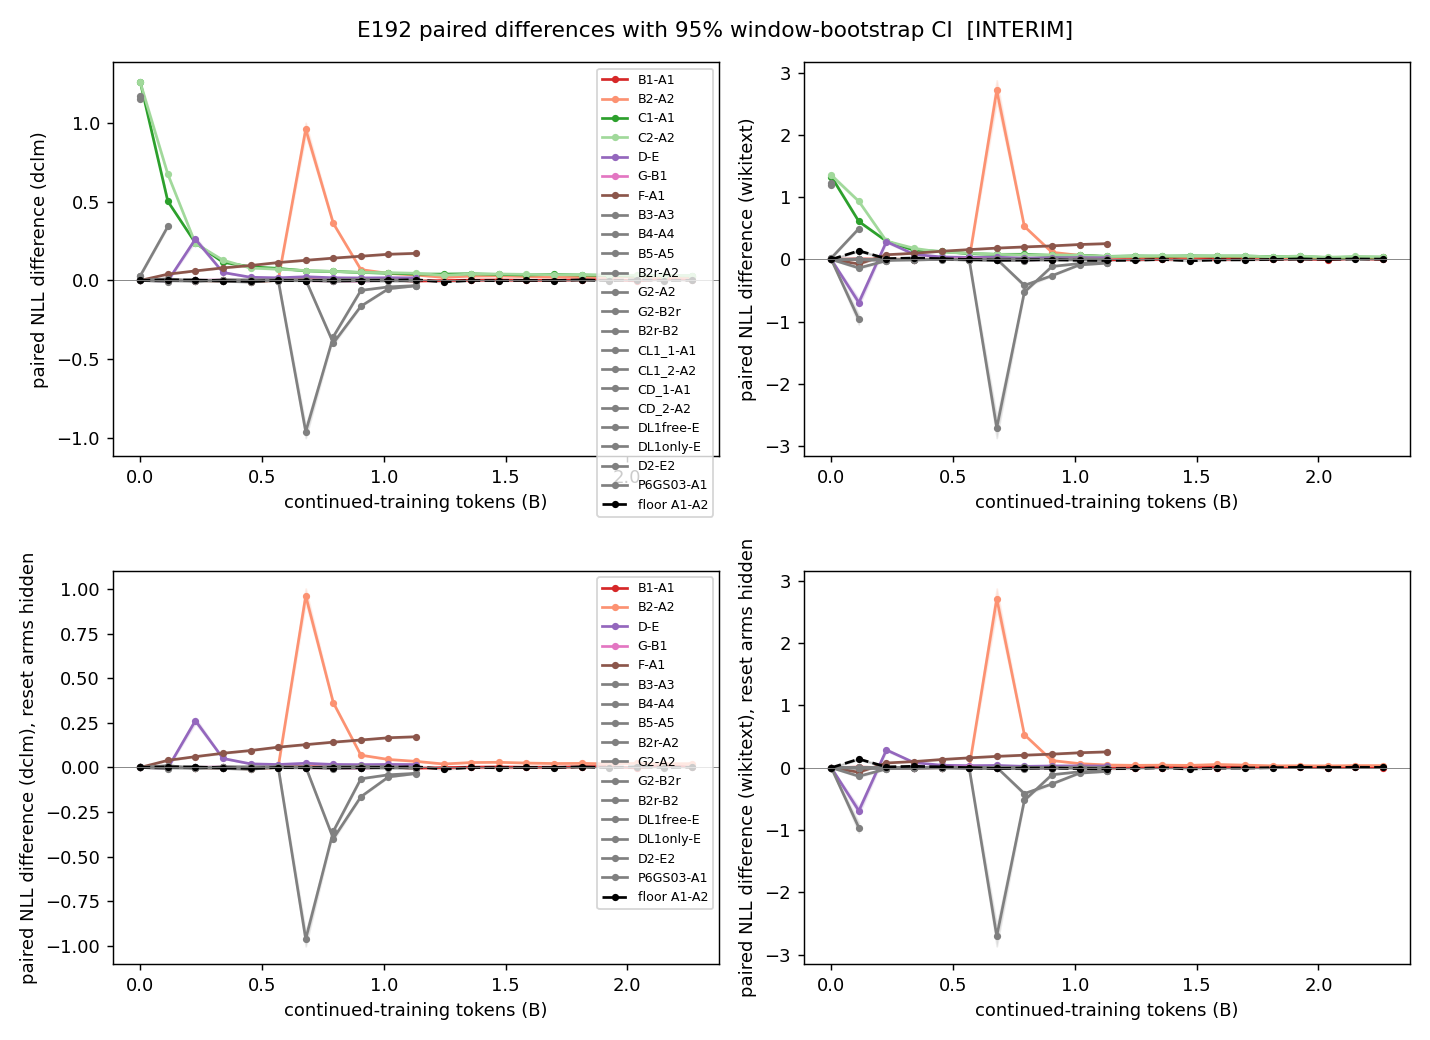 E192 paired differences with 95% window-bootstrap CI  [INTERIM]
paired NLL difference (dclm)
1.0
0.5
0.0
−0.5
−1.0
B1-A1
B2-A2
C1-A1
C2-A2
D-E
G-B1
F-A1
B3-A3
B4-A4
B5-A5
B2r-A2
G2-A2
G2-B2r
B2r-B2
CL1_1-A1
CL1_2-A2
CD_1-A1
CD_2-A2
DL1free-E
DL1only-E
D2-E2
P6GS03-A1
floor A1-A2
0.0 0.5 1.0 1.5 2.0
continued-training tokens (B)
paired NLL difference (wikitext)
3
2
1
0
−1
−2
−3
0.0 0.5 1.0 1.5 2.0
continued-training tokens (B)
paired NLL difference (dclm), reset arms hidden
1.00
0.75
0.50
0.25
0.00
−0.25
−0.50
−0.75
−1.00
B1-A1
B2-A2
D-E
G-B1
F-A1
B3-A3
B4-A4
B5-A5
B2r-A2
G2-A2
G2-B2r
B2r-B2
DL1free-E
DL1only-E
D2-E2
P6GS03-A1
floor A1-A2
0.0 0.5 1.0 1.5 2.0
continued-training tokens (B)
paired NLL difference (wikitext), reset arms hidden
3
2
1
0
−1
−2
−3
0.0 0.5 1.0 1.5 2.0
continued-training tokens (B)